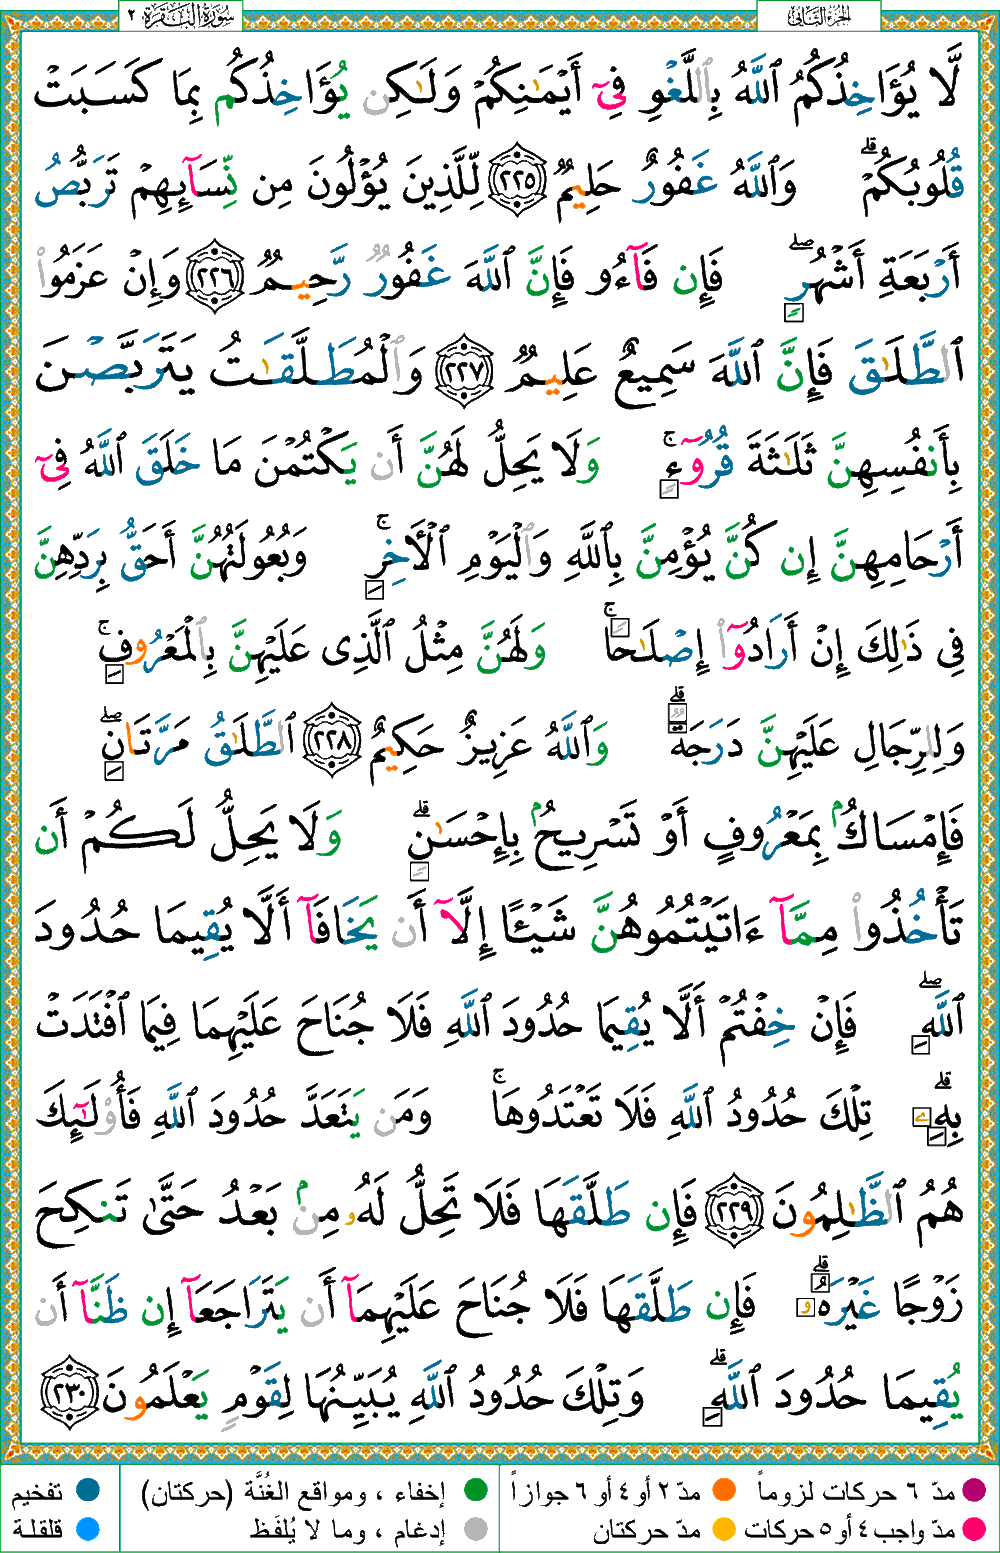 الجزء الثاني
سورة البقرة ٢
لَّا يُؤَاخِذُكُمُ ٱللَّهُ بِٱللَّغْوِ فِىٓ أَيْمَـٰنِكُمْ وَلَـٰكِن يُؤَاخِذُكُم بِمَا كَسَبَتْ
قُلُوبُكُمْ ۗ وَٱللَّهُ غَفُورٌ حَلِيمٌ ٢٢٥ لِّلَّذِينَ يُؤْلُونَ مِن نِّسَآئِهِمْ تَرَبُّصُ
أَرْبَعَةِ أَشْهُرٍ ۖ فَإِن فَآءُو فَإِنَّ ٱللَّهَ غَفُورٌ رَّحِيمٌ ٢٢٦ وَإِنْ عَزَمُوا۟
ٱلطَّلَـٰقَ فَإِنَّ ٱللَّهَ سَمِيعٌ عَلِيمٌ ٢٢٧ وَٱلْمُطَلَّقَـٰتُ يَتَرَبَّصْنَ
بِأَنفُسِهِنَّ ثَلَـٰثَةَ قُرُوٓءٍ ۚ وَلَا يَحِلُّ لَهُنَّ أَن يَكْتُمْنَ مَا خَلَقَ ٱللَّهُ فِىٓ
أَرْحَامِهِنَّ إِن كُنَّ يُؤْمِنَّ بِٱللَّهِ وَٱلْيَوْمِ ٱلْـَٔاخِرِ ۚ وَبُعُولَتُهُنَّ أَحَقُّ بِرَدِّهِنَّ
فِى ذَٰلِكَ إِنْ أَرَادُوٓا۟ إِصْلَـٰحًا ۚ وَلَهُنَّ مِثْلُ ٱلَّذِى عَلَيْهِنَّ بِٱلْمَعْرُوفِ ۚ
وَلِلرِّجَالِ عَلَيْهِنَّ دَرَجَةٌ ۗ وَٱللَّهُ عَزِيزٌ حَكِيمٌ ٢٢٨ ٱلطَّلَـٰقُ مَرَّتَانِ ۖ
فَإِمْسَاكٌۢ بِمَعْرُوفٍ أَوْ تَسْرِيحٌۢ بِإِحْسَـٰنٍ ۗ وَلَا يَحِلُّ لَكُمْ أَن
تَأْخُذُوا۟ مِمَّآ ءَاتَيْتُمُوهُنَّ شَيْـًٔا إِلَّآ أَن يَخَافَآ أَلَّا يُقِيمَا حُدُودَ
ٱللَّهِ ۖ فَإِنْ خِفْتُمْ أَلَّا يُقِيمَا حُدُودَ ٱللَّهِ فَلَا جُنَاحَ عَلَيْهِمَا فِيمَا ٱفْتَدَتْ
بِهِۦ ۗ تِلْكَ حُدُودُ ٱللَّهِ فَلَا تَعْتَدُوهَا ۚ وَمَن يَتَعَدَّ حُدُودَ ٱللَّهِ فَأُو۟لَـٰٓئِكَ
هُمُ ٱلظَّـٰلِمُونَ ٢٢٩ فَإِن طَلَّقَهَا فَلَا تَحِلُّ لَهُۥ مِنۢ بَعْدُ حَتَّىٰ تَنكِحَ
زَوْجًا غَيْرَهُۥ ۗ فَإِن طَلَّقَهَا فَلَا جُنَاحَ عَلَيْهِمَآ أَن يَتَرَاجَعَآ إِن ظَنَّآ أَن
يُقِيمَا حُدُودَ ٱللَّهِ ۗ وَتِلْكَ حُدُودُ ٱللَّهِ يُبَيِّنُهَا لِقَوْمٍ يَعْلَمُونَ ٢٣٠
مدّ ٦ حركات لزوماً مدّ ٢ أو ٤ أو ٦ جوازاً إخفاء ، ومواقع الغُنَّة (حركتان) تفخيم
مدّ واجب ٤ أو ٥ حركات مدّ حركتان إدغام ، وما لا يُلفَظ قلقلة